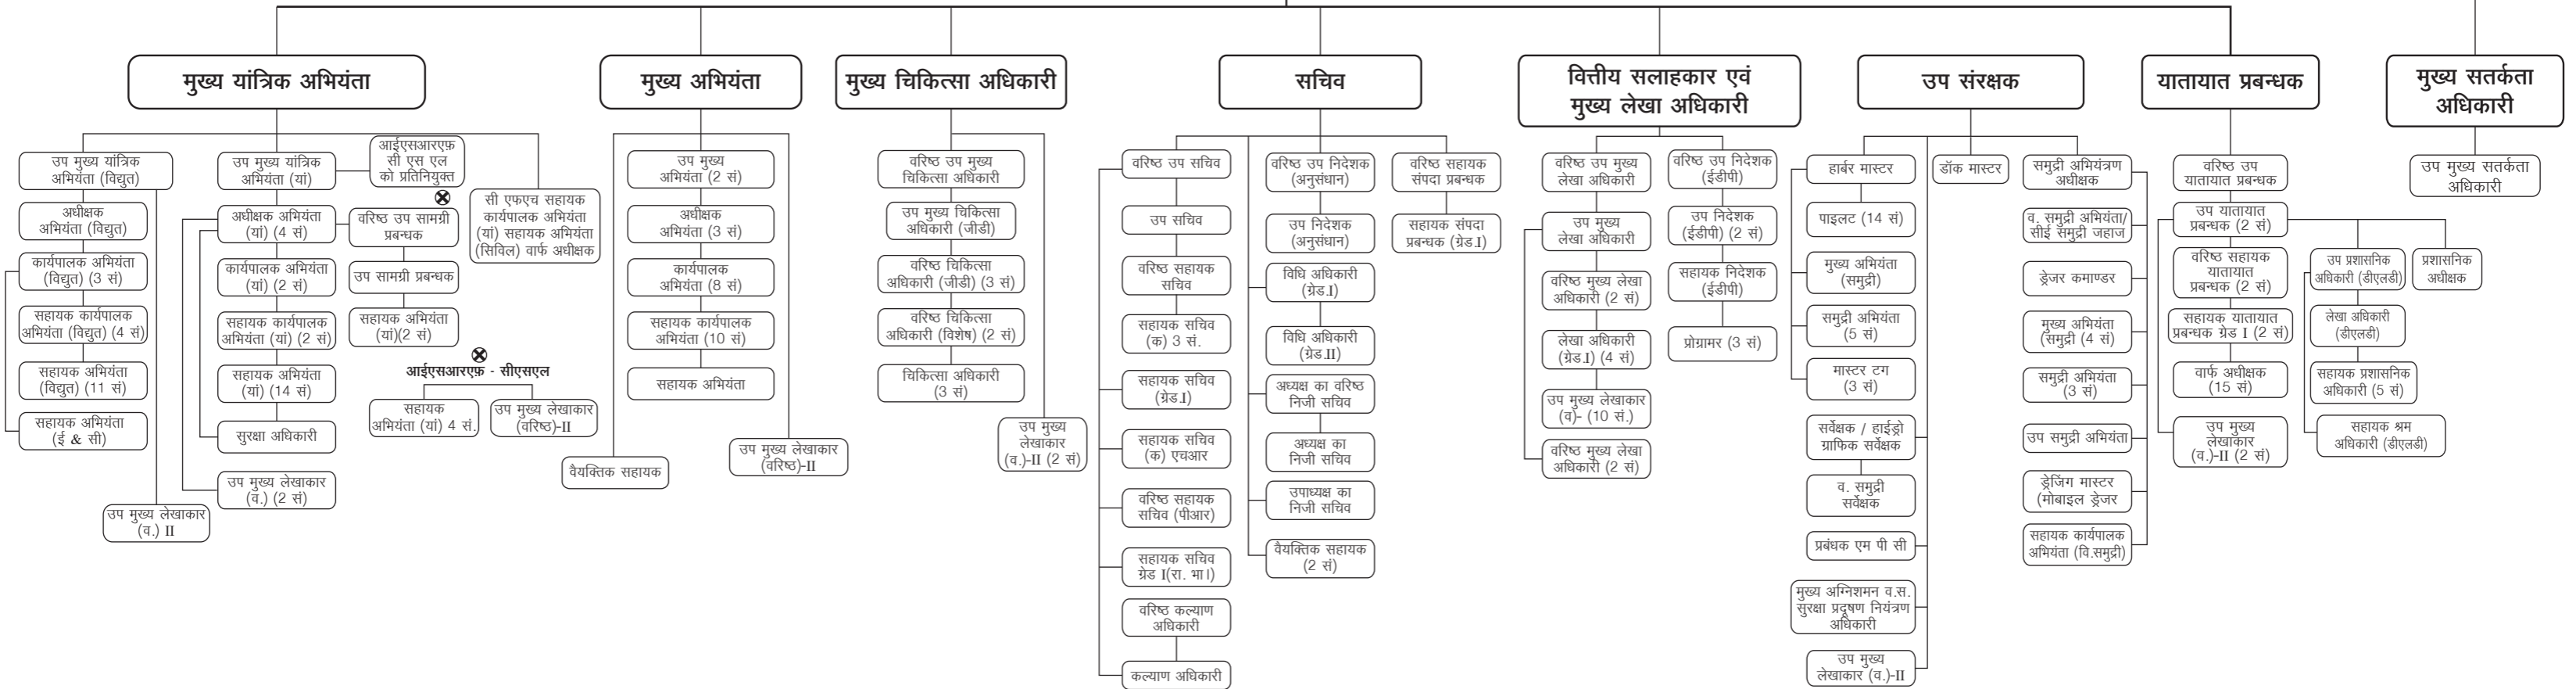 मुख्य यांत्रिक अभियंता
उप मुख्य यांत्रिक
अभियंता (विद्युत)
अधीक्षक
अभियंता (विद्युत)
कार्यपालक अभियंता
(विद्युत) (3 सं)
सहायक कार्यपालक
अभियंता (विद्युत) (4 सं)
सहायक अभियंता
(विद्युत) (11 सं)
सहायक अभियंता
(ई & सी)
उप मुख्य लेखाकार
(व.) II
उप मुख्य यांत्रिक
अभियंता (यां)
अधीक्षक अभियंता
(यां) (4 सं)
कार्यपालक अभियंता
(यां) (2 सं)
सहायक कार्यपालक
अभियंता (यां) (2 सं)
सहायक अभियंता
(यां) (14 सं)
सुरक्षा अधिकारी
उप मुख्य लेखाकार
(व.) (2 सं)
आईएसआरएफ़
सी एस एल
को प्रतिनियुक्त
वरिष्ठ उप सामग्री
प्रबन्धक
उप सामग्री प्रबन्धक
सहायक अभियंता
(यां)(2 सं)
आईएसआरएफ़ - सीएसएल
सहायक
अभियंता (यां) 4 सं.
उप मुख्य लेखाकार
(वरिष्ठ)-II
सी एफएच सहायक
कार्यपालक अभियंता
(यां) सहायक अभियंता
(सिविल) वार्फ अधीक्षक
मुख्य अभियंता
उप मुख्य
अभियंता (2 सं)
अधीक्षक
अभियंता (3 सं)
कार्यपालक
अभियंता (8 सं)
सहायक कार्यपालक
अभियंता (10 सं)
सहायक अभियंता
वैयक्तिक सहायक
उप मुख्य लेखाकार
(वरिष्ठ)-II
मुख्य चिकित्सा अधिकारी
वरिष्ठ उप मुख्य
चिकित्सा अधिकारी
उप मुख्य चिकित्सा
अधिकारी (जीडी)
वरिष्ठ चिकित्सा
अधिकारी (जीडी) (3 सं)
वरिष्ठ चिकित्सा
अधिकारी (विशेष) (2 सं)
चिकित्सा अधिकारी
(3 सं)
उप मुख्य
लेखाकार
(व.)-II (2 सं)
सचिव
वरिष्ठ उप सचिव
उप सचिव
वरिष्ठ सहायक
सचिव
सहायक सचिव
(क) 3 सं.
सहायक सचिव
(ग्रेड.I)
सहायक सचिव
(क) एचआर
वरिष्ठ सहायक
सचिव (पीआर)
सहायक सचिव
ग्रेड I(रा. भा।)
वरिष्ठ कल्याण
अधिकारी
कल्याण अधिकारी
वरिष्ठ उप निदेशक
(अनुसंधान)
उप निदेशक
(अनुसंधान)
विधि अधिकारी
(ग्रेड.I)
विधि अधिकारी
(ग्रेड.II)
अध्यक्ष का वरिष्ठ
निजी सचिव
अध्यक्ष का
निजी सचिव
उपाध्यक्ष का
निजी सचिव
वैयक्तिक सहायक
(2 सं)
वरिष्ठ सहायक
संपदा प्रबन्धक
सहायक संपदा
प्रबन्धक (ग्रेड.I)
वित्तीय सलाहकार एवं
मुख्य लेखा अधिकारी
वरिष्ठ उप मुख्य
लेखा अधिकारी
उप मुख्य
लेखा अधिकारी
वरिष्ठ मुख्य लेखा
अधिकारी (2 सं)
लेखा अधिकारी
(ग्रेड.I) (4 सं)
उप मुख्य लेखाकार
(व)- (10 सं.)
वरिष्ठ मुख्य लेखा
अधिकारी (2 सं)
वरिष्ठ उप निदेशक
(ईडीपी)
उप निदेशक
(ईडीपी) (2 सं)
सहायक निदेशक
(ईडीपी)
प्रोग्रामर (3 सं)
उप संरक्षक
हार्बर मास्टर
पाइलट (14 सं)
मुख्य अभियंता
(समुद्री)
समुद्री अभियंता
(5 सं)
मास्टर टग
(3 सं)
सर्वेक्षक / हाईड्रो
ग्राफिक सर्वेक्षक
व. समुद्री
सर्वेक्षक
प्रबंधक एम पी सी
मुख्य अग्निशमन व.स.
सुरक्षा प्रदूषण नियंत्रण
अधिकारी
उप मुख्य
लेखाकार (व.)-II
डॉक मास्टर
समुद्री अभियंत्रण
अधीक्षक
व. समुद्री अभियंता/
सीई समुद्री जहाज
ड्रेजर कमाण्डर
मुख्य अभियंता
(समुद्री (4 सं)
समुद्री अभियंता
(3 सं)
उप समुद्री अभियंता
ड्रेजिंग मास्टर
(मोबाइल ड्रेजर
सहायक कार्यपालक
अभियंता (वि.समुद्री)
यातायात प्रबन्धक
वरिष्ठ उप
यातायात प्रबन्धक
उप यातायात
प्रबन्धक (2 सं)
वरिष्ठ सहायक
यातायात
प्रबन्धक (2 सं)
सहायक यातायात
प्रबन्धक ग्रेड I (2 सं)
वार्फ अधीक्षक
(15 सं)
उप मुख्य
लेखाकार
(व.)-II (2 सं)
उप प्रशासनिक
अधिकारी (डीएलडी)
लेखा अधिकारी
(डीएलडी)
सहायक प्रशासनिक
अधिकारी (5 सं)
सहायक श्रम
अधिकारी (डीएलडी)
प्रशासनिक
अधीक्षक
मुख्य सतर्कता
अधिकारी
उप मुख्य सतर्कता
अधिकारी